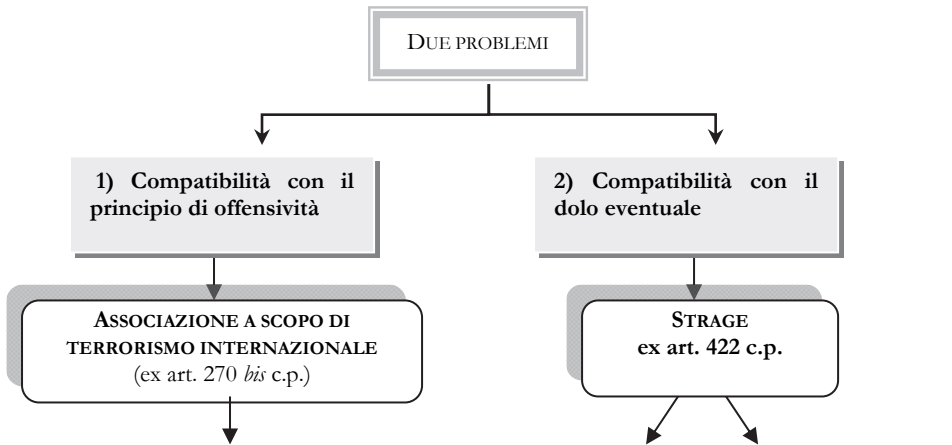 DUE PROBLEMI
1) Compatibilità con il
principio di offensività
2) Compatibilità con il
dolo eventuale
ASSOCIAZIONE A SCOPO DI
TERRORISMO INTERNAZIONALE
(ex art. 270 bis c.p.)
STRAGE
ex art. 422 c.p.